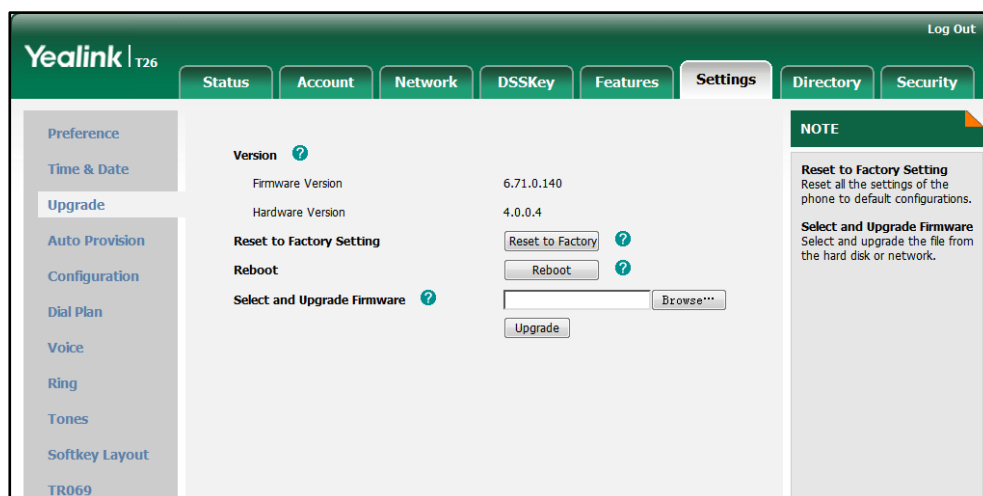 Log Out
Yealink | T26
Status Account Network DSSKey Features Settings Directory Security
Preference
Time & Date
Upgrade
Auto Provision
Configuration
Dial Plan
Voice
Ring
Tones
Softkey Layout
TR069
Version ?
Firmware Version 6.71.0.140
Hardware Version 4.0.0.4
Reset to Factory Setting Reset to Factory ?
Reboot Reboot ?
Select and Upgrade Firmware ? Browse...
Upgrade
NOTE
Reset to Factory Setting
Reset all the settings of the
phone to default configurations.
Select and Upgrade Firmware
Select and upgrade the file from
the hard disk or network.